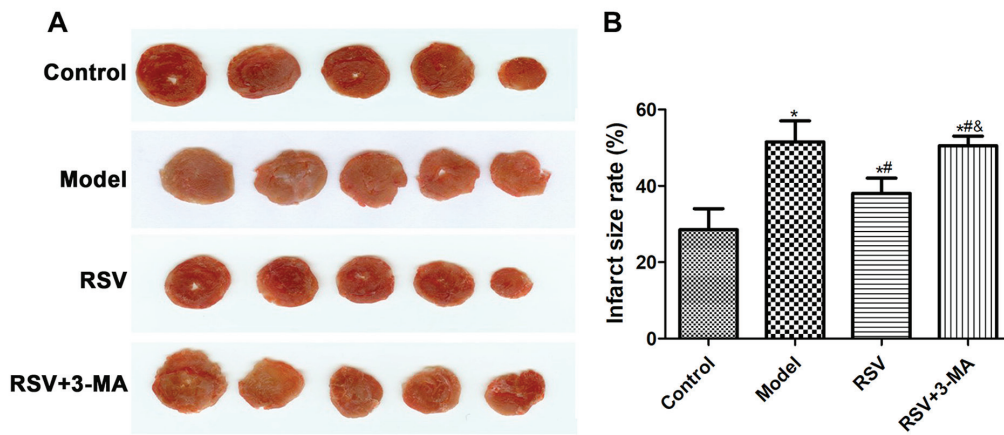 A
Control
Model
RSV
RSV+3-MA
B
Infarct size rate (%)
60
40
20
0
*
*#
*#&
Control
Model
RSV
RSV+3-MA